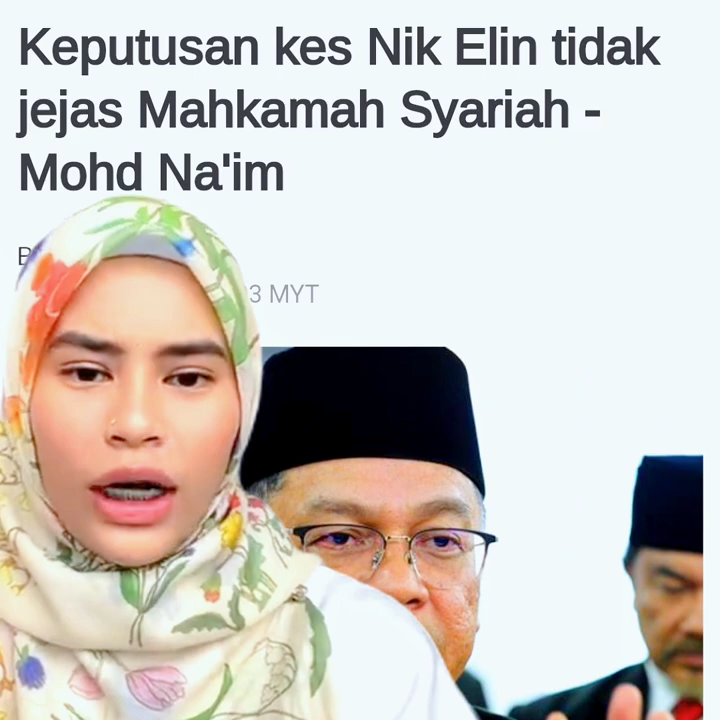 Keputusan kes Nik Elin tidak
jejas Mahkamah Syariah -
Mohd Na'im
3 MYT